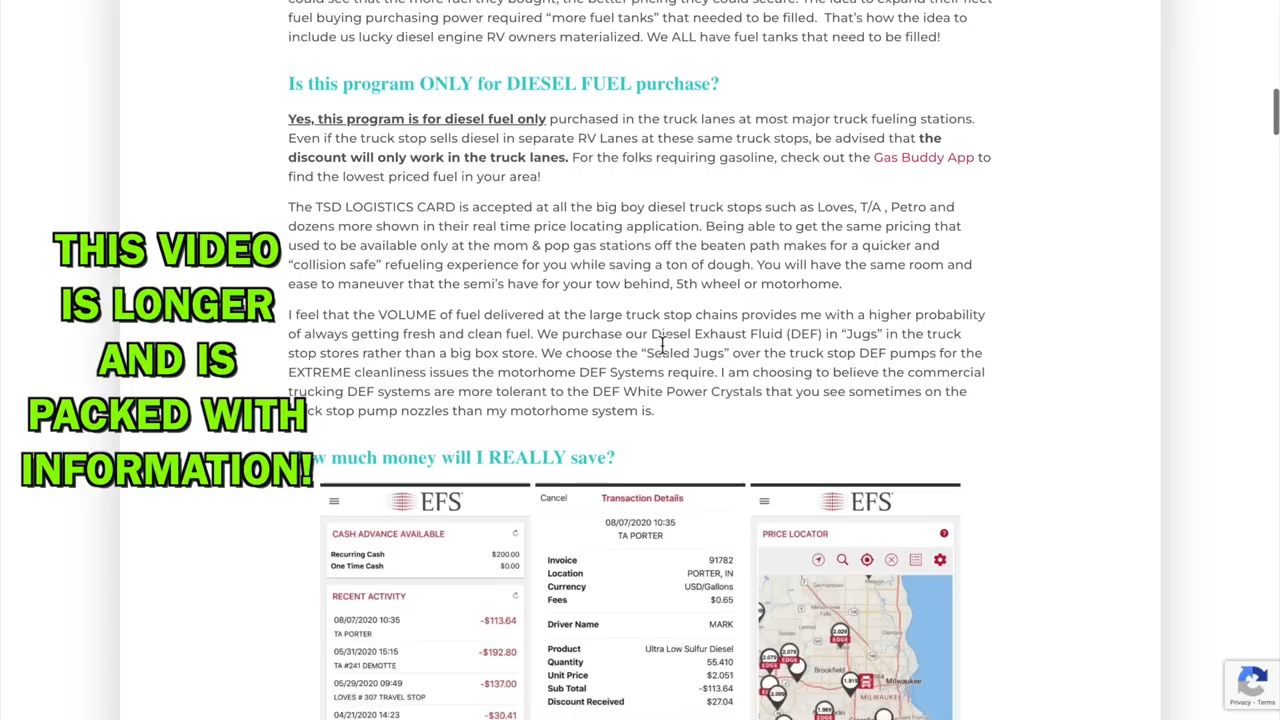 could see that the more fuel they bought, the better pricing they could secure. The idea to expand their fleet
fuel buying purchasing power required “more fuel tanks” that needed to be filled. That’s how the idea to
include us lucky diesel engine RV owners materialized. We ALL have fuel tanks that need to be filled!
Is this program ONLY for DIESEL FUEL purchase?
Yes, this program is for diesel fuel only purchased in the truck lanes at most major truck fueling stations.
Even if the truck stop sells diesel in separate RV Lanes at these same truck stops, be advised that the
discount will only work in the truck lanes. For the folks requiring gasoline, check out the Gas Buddy App to
find the lowest priced fuel in your area!
The TSD LOGISTICS CARD is accepted at all the big boy diesel truck stops such as Loves, T/A , Petro and
dozens more shown in their real time price locating application. Being able to get the same pricing that
used to be available only at the mom & pop gas stations off the beaten path makes for a quicker and
“collision safe” refueling experience for you while saving a ton of dough. You will have the same room and
ease to maneuver that the semi’s have for your tow behind, 5th wheel or motorhome.
I feel that the VOLUME of fuel delivered at the large truck stop chains provides me with a higher probability
of always getting fresh and clean fuel. We purchase our Diesel Exhaust Fluid (DEF) in “Jugs” in the truck
stop stores rather than a big box store. We choose the “Sealed Jugs” over the truck stop DEF pumps for the
EXTREME cleanliness issues the motorhome DEF Systems require. I am choosing to believe the commercial
trucking DEF systems are more tolerant to the DEF White Power Crystals that you see sometimes on the
stop pump nozzles than my motorhome system is.
THIS VIDEO
IS LONGER
AND IS
PACKED WITH
INFORMATION!
much money will I REALLY save?
EFS
CASH ADVANCE AVAILABLE
Recurring Cash $200.00
One Time Cash $0.00
RECENT ACTIVITY
08/07/2020 10:35 -$113.64
TA PORTER
05/31/2020 15:15 -$192.80
TA #241 DEMOTTE
05/29/2020 09:49 -$137.00
LOVES # 307 TRAVEL STOP
04/21/2020 14:23 -$30.41
Cancel Transaction Details
08/07/2020 10:35
TA PORTER
Invoice 91782
Location PORTER, IN
Currency USD/Gallons
Fees $0.65
Driver Name MARK
Product Ultra Low Sulfur Diesel
Quantity 55.410
Unit Price $2.051
Sub Total -$113.64
Discount Received $27.04
EFS
PRICE LOCATOR
2.029
EDGE
2.079
EDGE
2.079
EDGE
Brookfield
Milwaukee
MILWAUKEE
Privacy - Terms